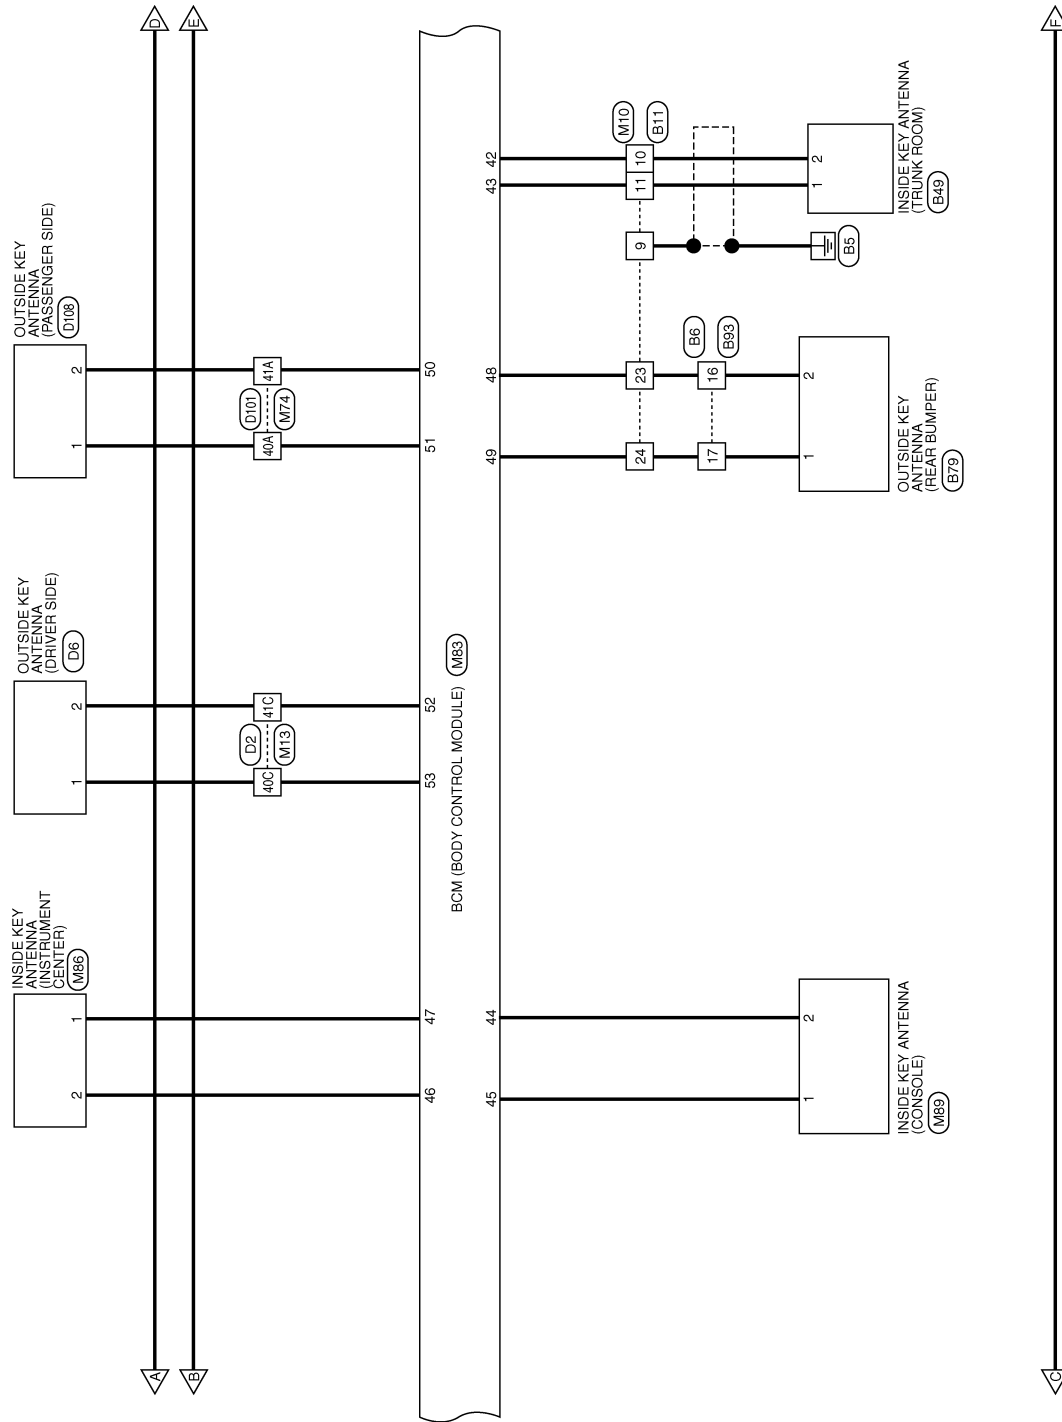 A
B
D
E
INSIDE KEY
ANTENNA
(INSTRUMENT
CENTER)
M86
2
1
46
47
OUTSIDE KEY
ANTENNA
(DRIVER SIDE)
D6
1
2
40C
D2
M13
41C
53
52
OUTSIDE KEY
ANTENNA
(PASSENGER SIDE)
D108
1
2
40A
D101
M74
41A
51
50
BCM (BODY CONTROL MODULE)
M83
45
44
1
2
INSIDE KEY ANTENNA
(CONSOLE)
M89
49
48
24
23
9
B6
B93
17
16
1
2
OUTSIDE KEY
ANTENNA
(REAR BUMPER)
B79
43
42
M10
B11
11
10
B5
1
2
INSIDE KEY ANTENNA
(TRUNK ROOM)
B49
C
F